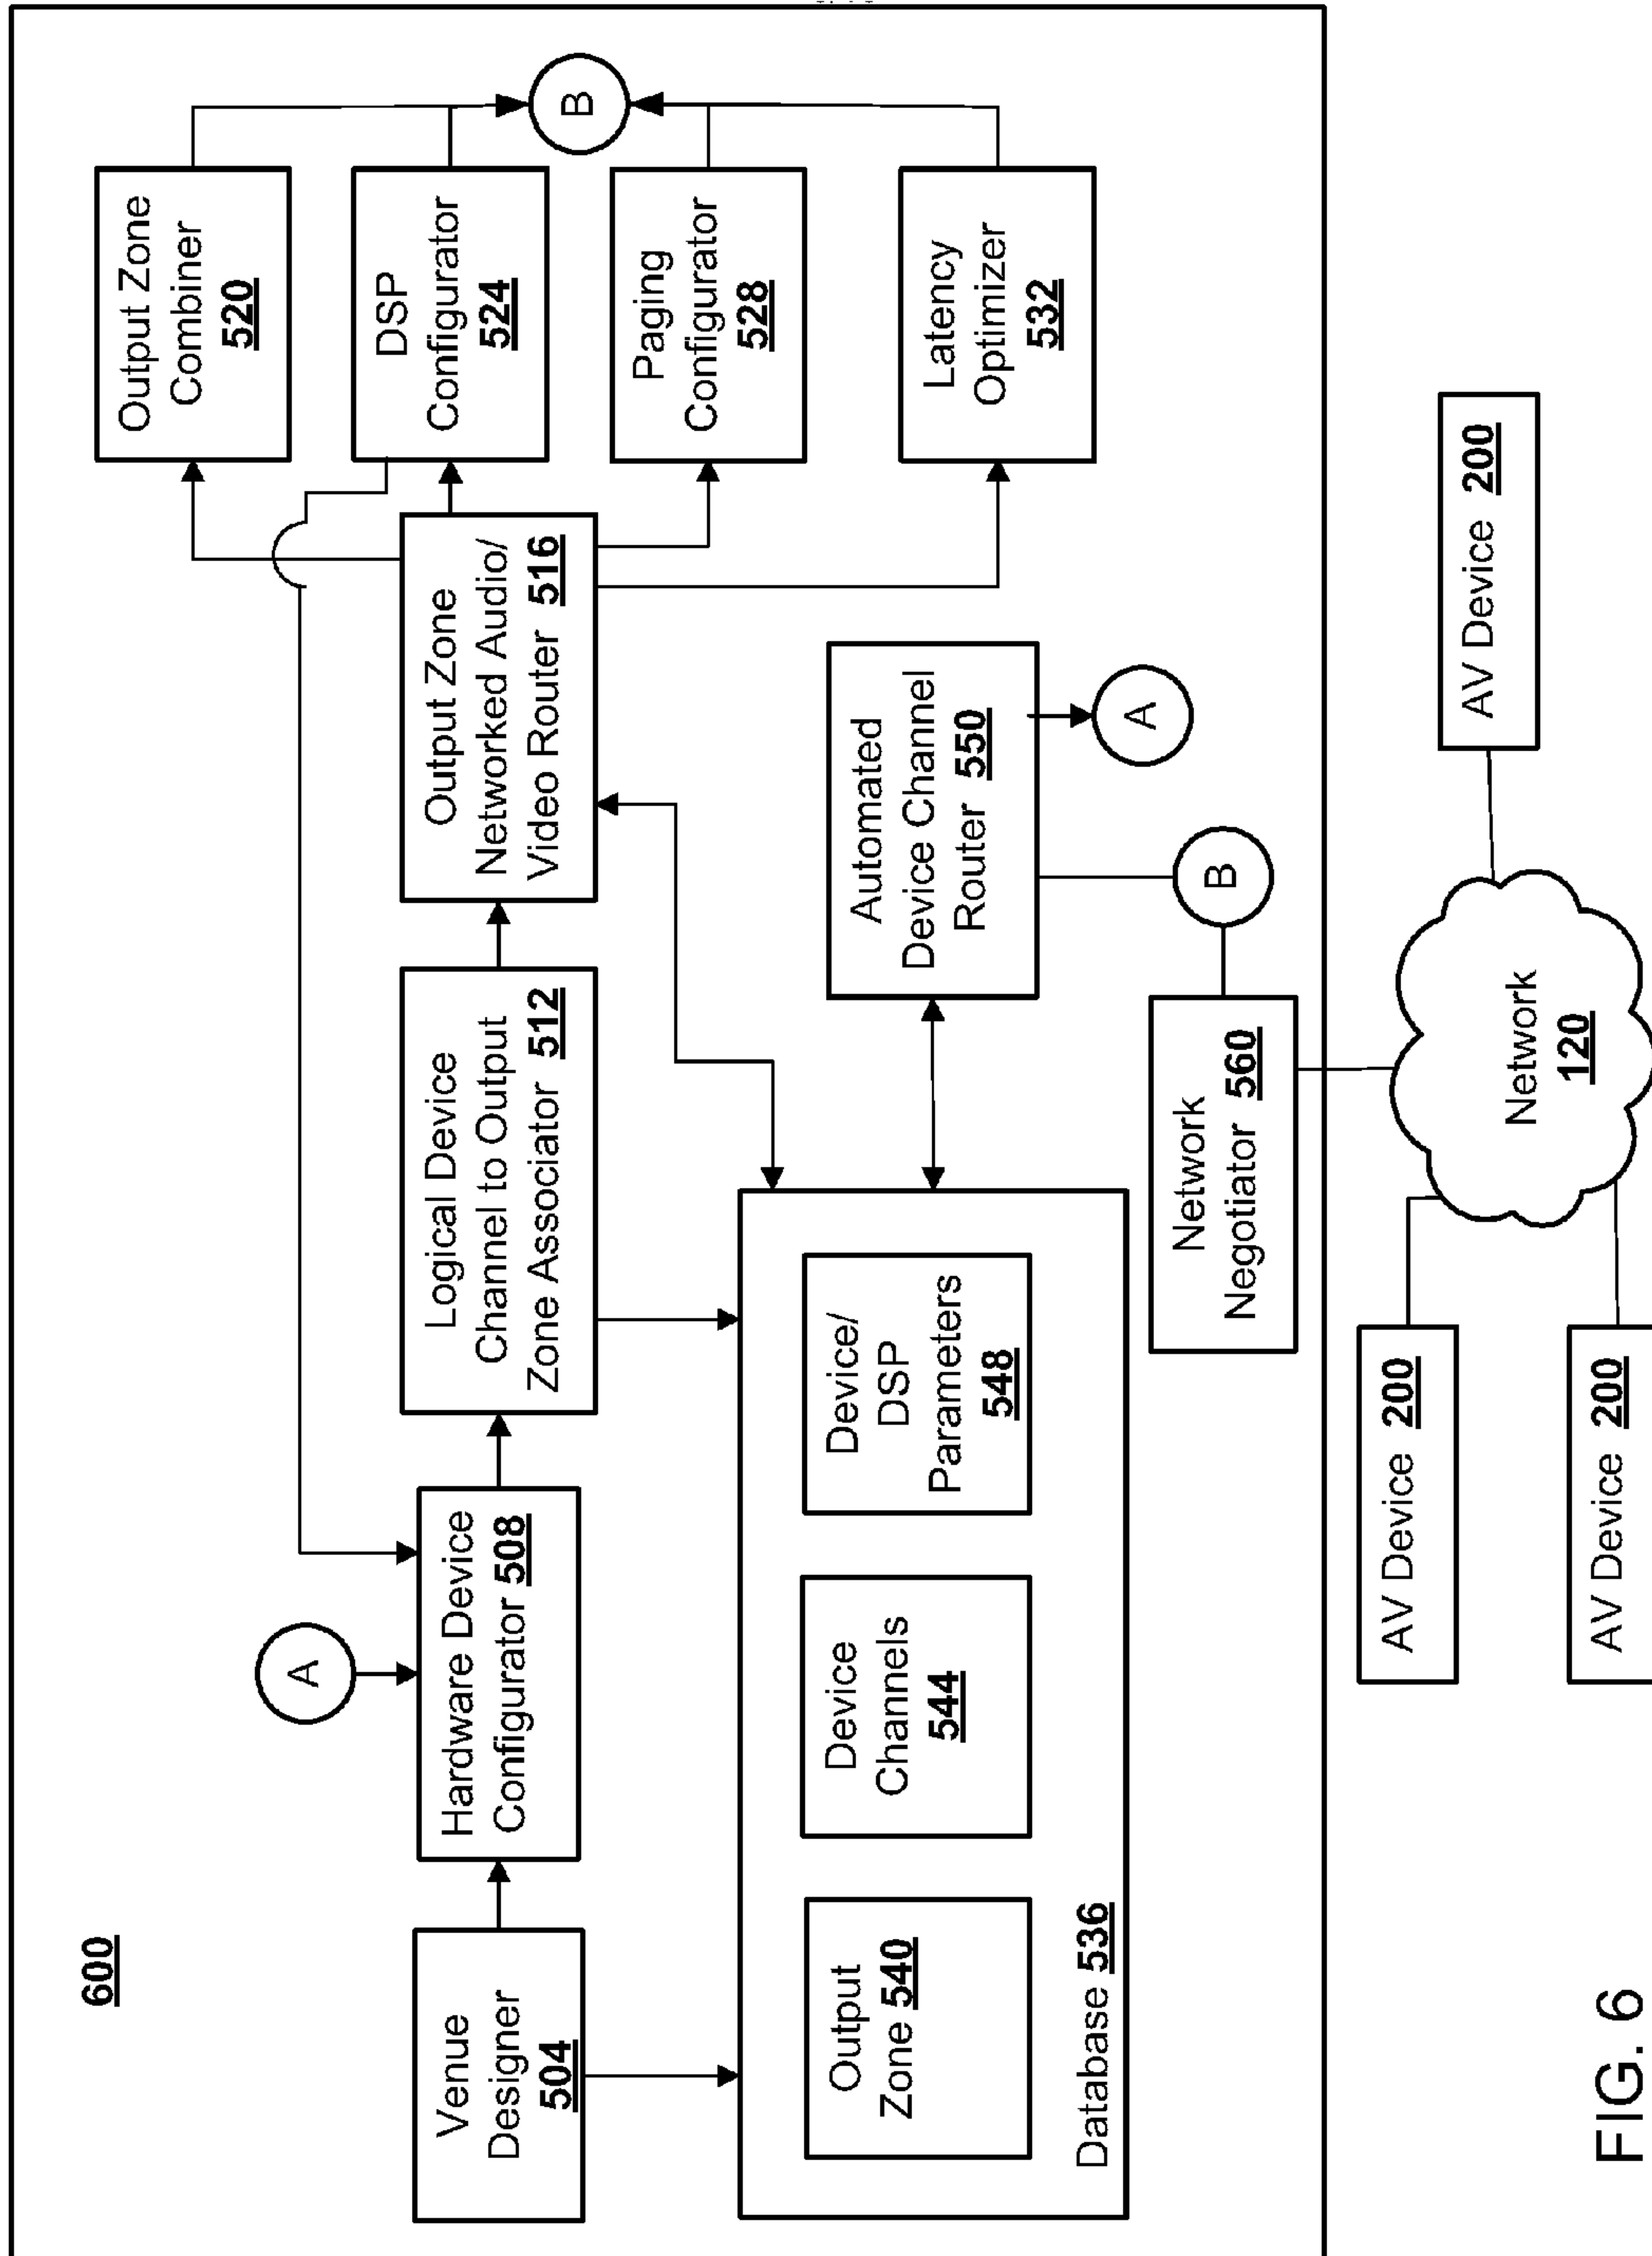 600
Venue
Designer
504
A
Hardware Device
Configurator 508
Logical Device
Channel to Output
Zone Associator 512
Output Zone
Networked Audio/
Video Router 516
Output Zone
Combiner
520
DSP
Configurator
524
Paging
Configurator
528
Latency
Optimizer
532
B
Output
Zone 540
Device
Channels
544
Device/
DSP
Parameters
548
Database 536
Automated
Device Channel
Router 550
A
B
Network
Negotiator 560
AV Device 200
AV Device 200
Network
120
AV Device 200
FIG. 6